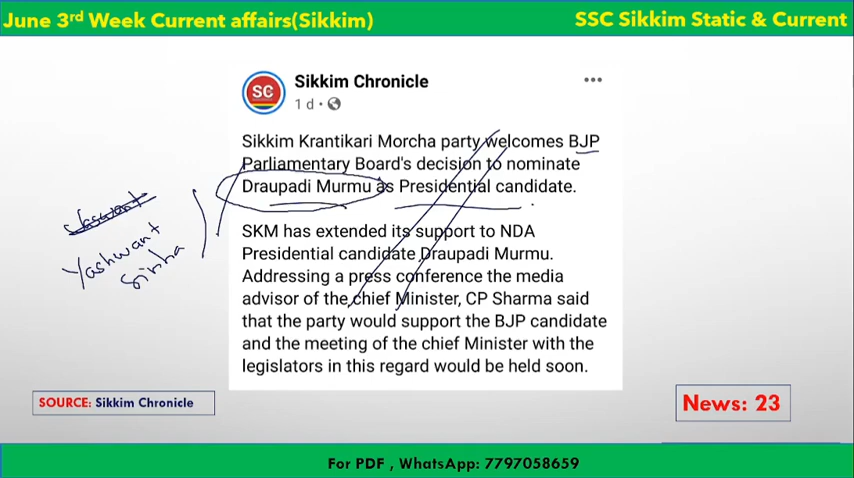 June 3rd Week Current affairs(Sikkim)
SSC Sikkim Static & Current
SC
Sikkim Chronicle
1 d
Sikkim Krantikari Morcha party welcomes BJP
Parliamentary Board's decision to nominate
Draupadi Murmu as Presidential candidate.
SKM has extended its support to NDA
Presidential candidate Draupadi Murmu.
Addressing a press conference the media
advisor of the chief Minister, CP Sharma said
that the party would support the BJP candidate
and the meeting of the chief Minister with the
legislators in this regard would be held soon.
Yashwant
Sinha
SOURCE: Sikkim Chronicle
News: 23
For PDF , WhatsApp: 7797058659